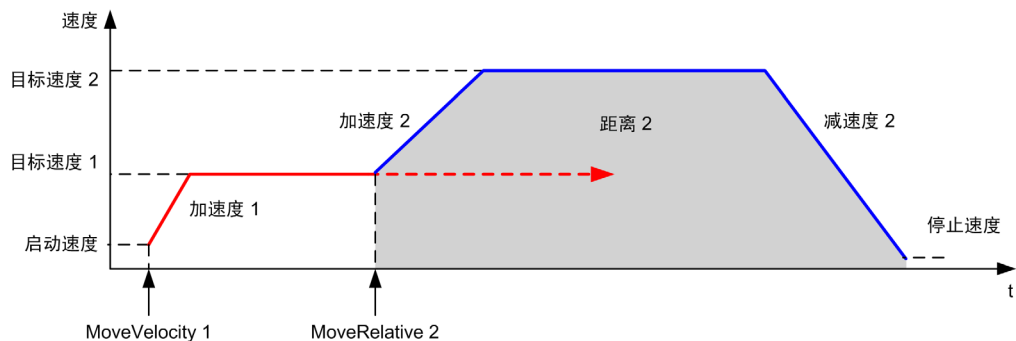 速度
目标速度 2
加速度 2
距离 2
减速度 2
目标速度 1
加速度 1
启动速度
停止速度
t
MoveVelocity 1
MoveRelative 2